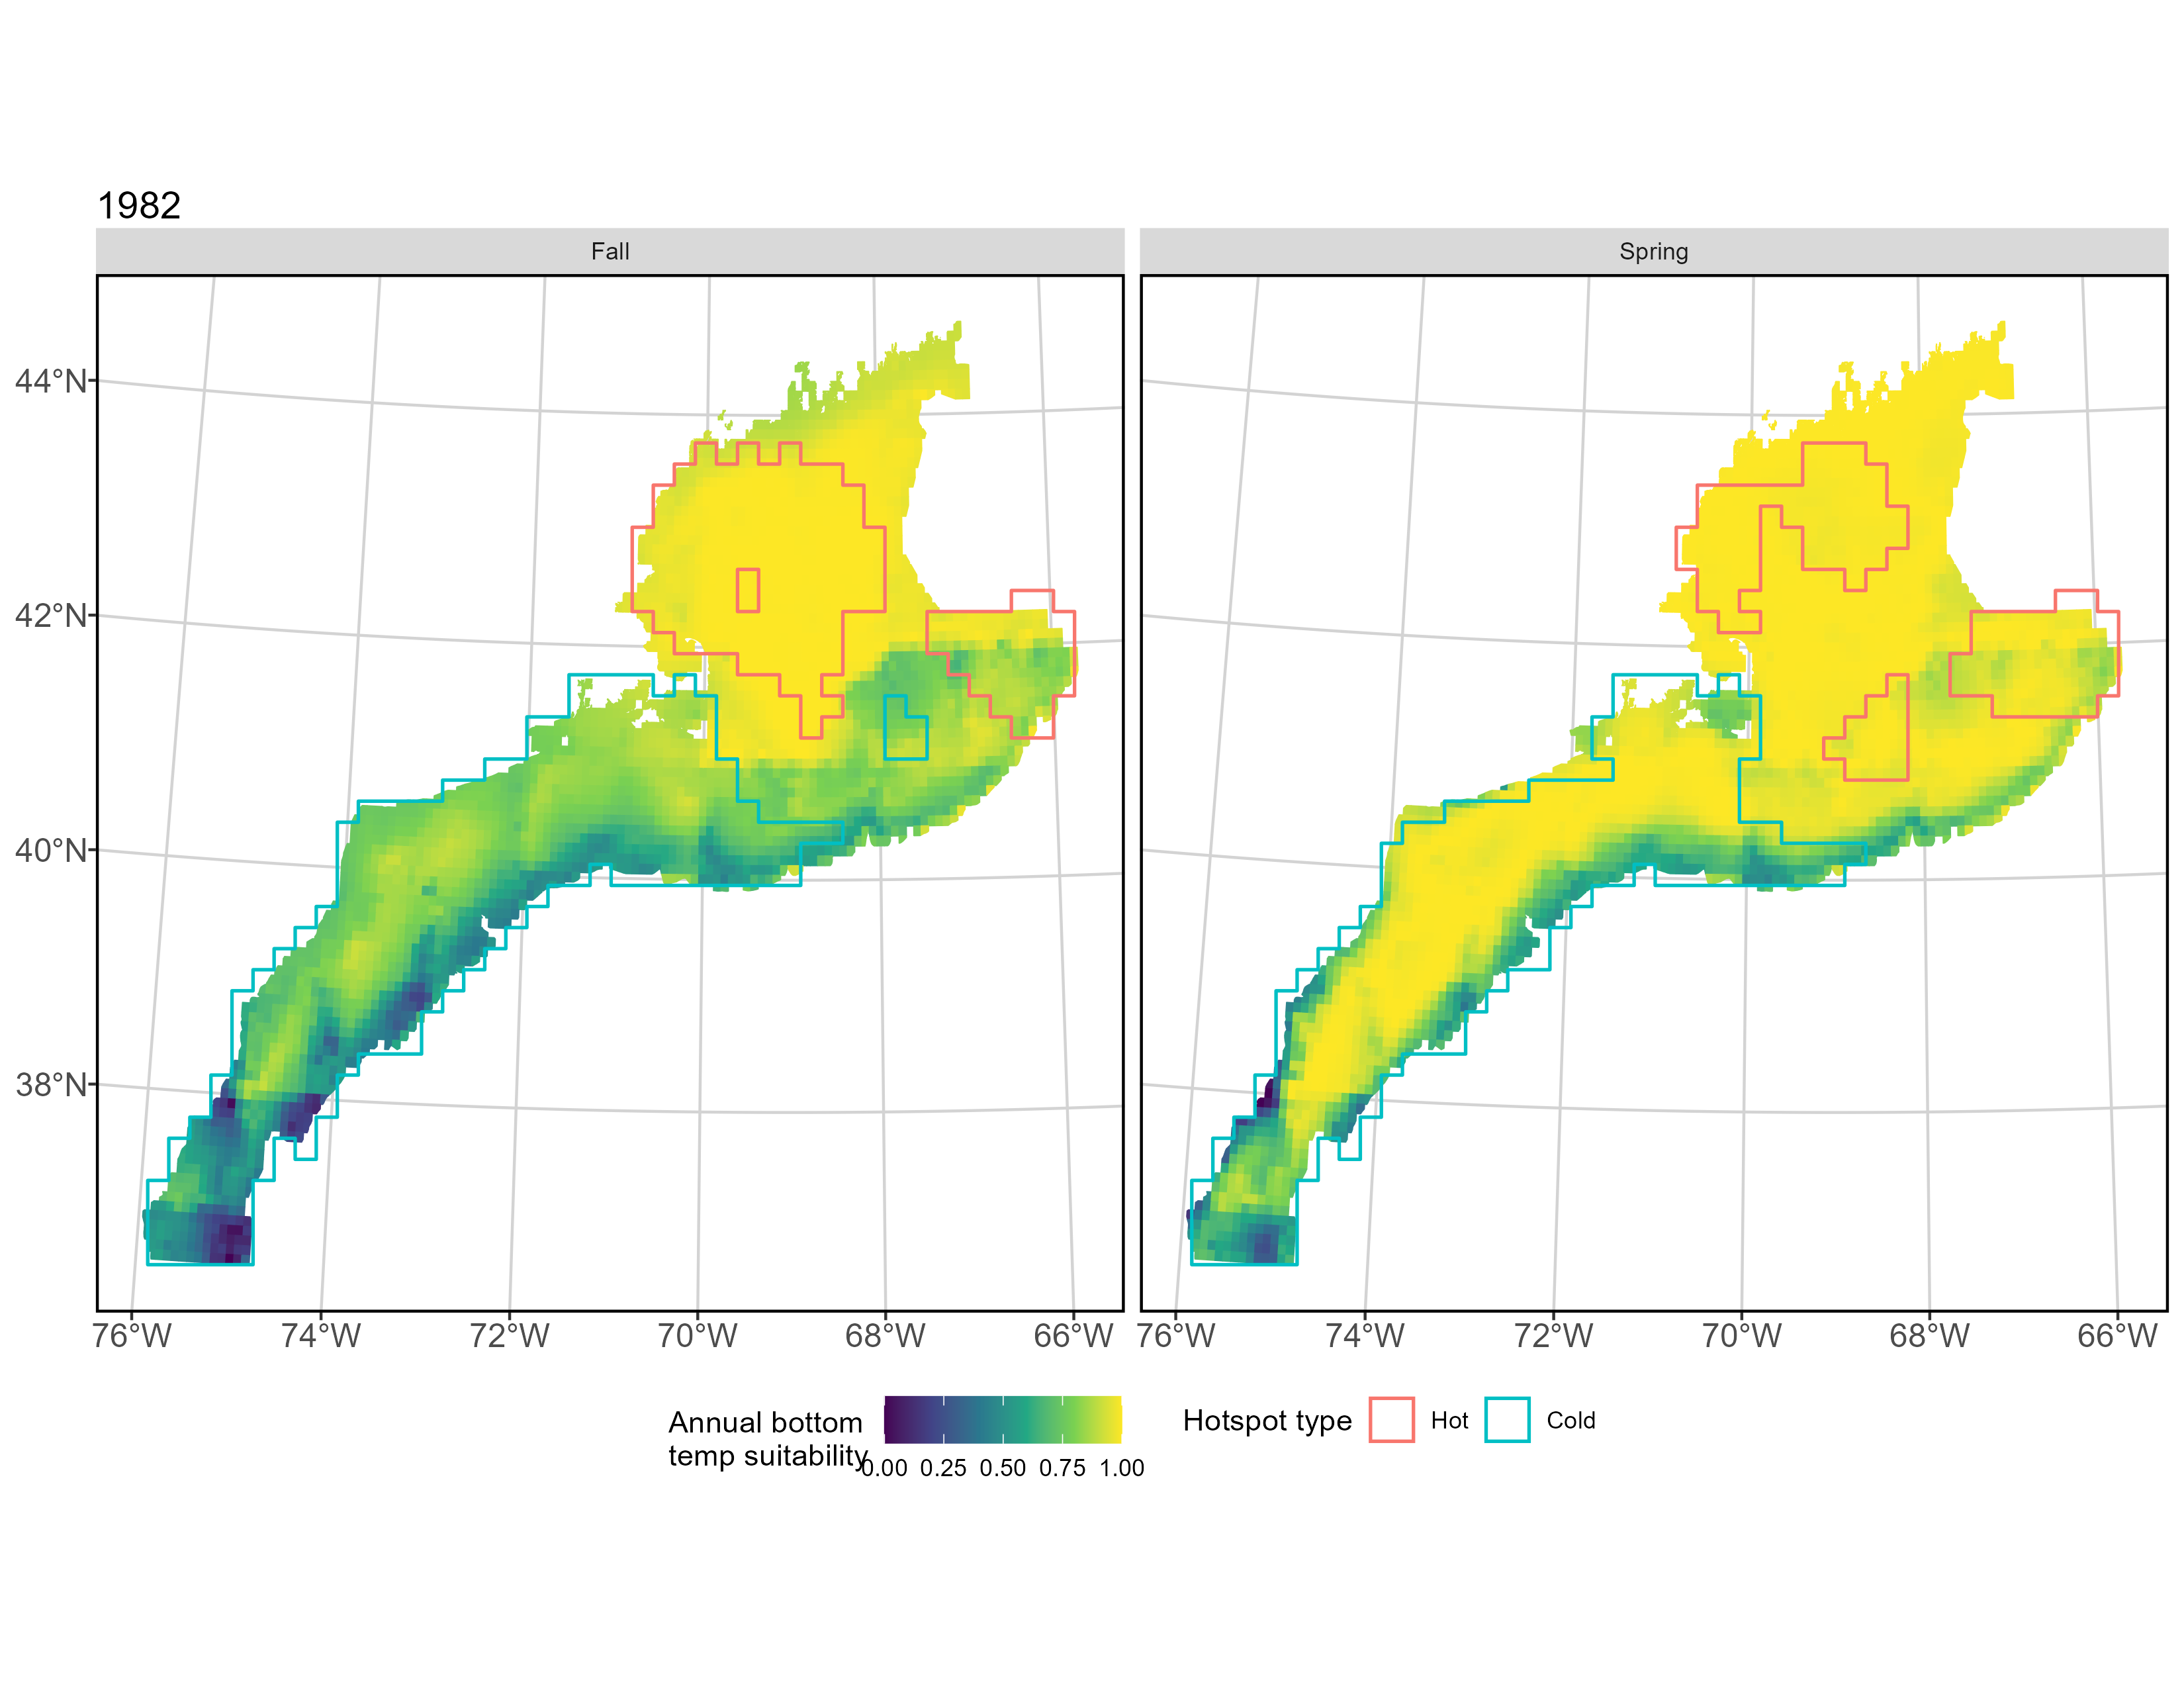 1982
Fall
Spring
44°N
42°N
40°N
38°N
76°W 74°W 72°W 70°W 68°W 66°W
76°W 74°W 72°W 70°W 68°W 66°W
Annual bottom
temp suitability
0.00 0.25 0.50 0.75 1.00
Hotspot type Hot Cold